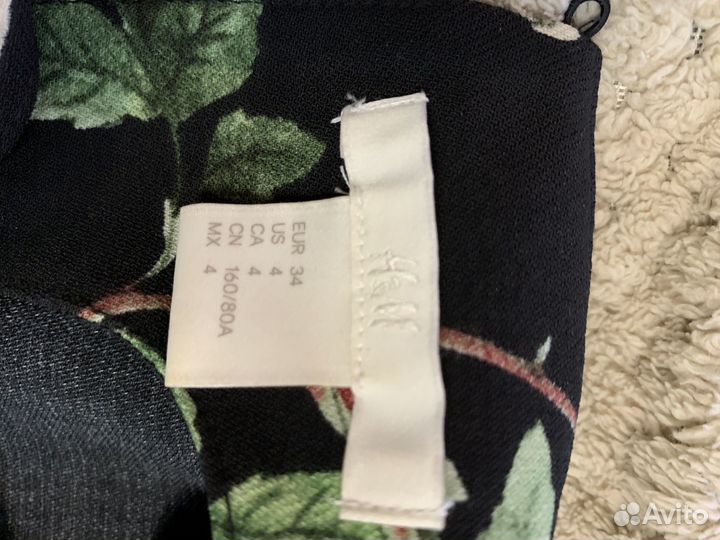 H&M
EUR 34
US 4
CA 4
CN 160/80A
MX 4
Avito